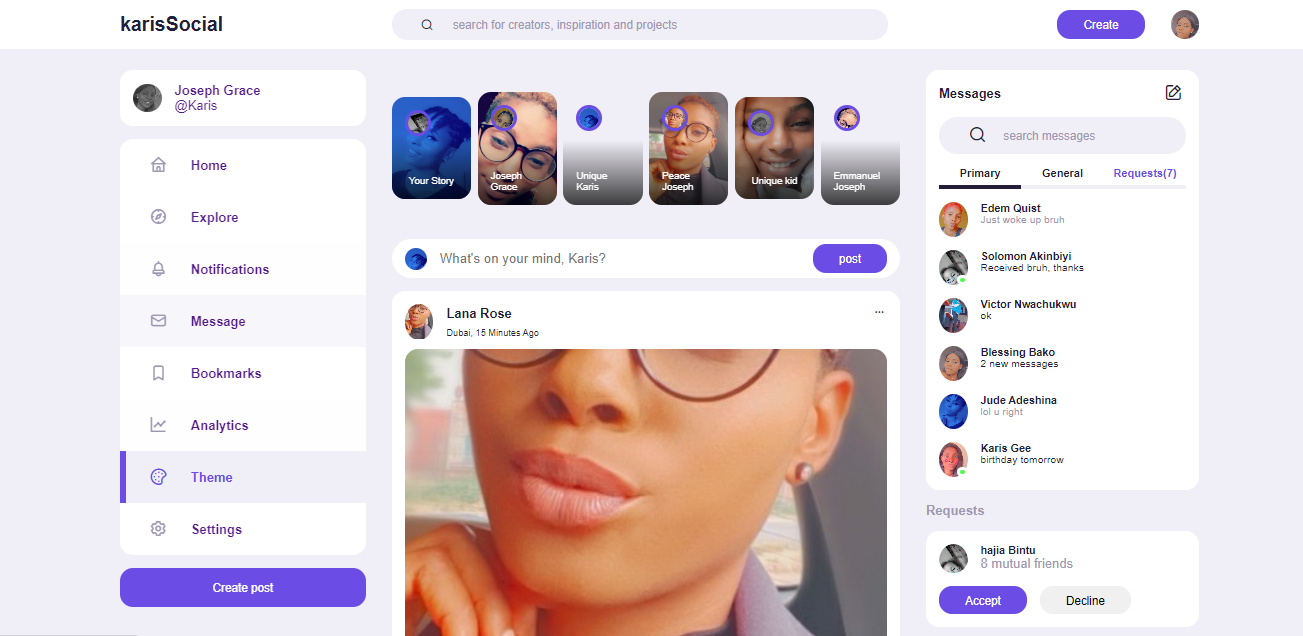 karisSocial
search for creators, inspiration and projects
Create
Joseph Grace
@Karis
Home
Explore
Notifications
Message
Bookmarks
Analytics
Theme
Settings
Create post
Your Story
Joseph
Grace
Unique
Karis
Peace
Joseph
Unique kid
Emmanuel
Joseph
What's on your mind, Karis?
post
Lana Rose
...
Dubai, 15 Minutes Ago
Messages
search messages
Primary General Requests(7)
Edem Quist
Just woke up bruh
Solomon Akinbiyi
Received bruh, thanks
Victor Nwachukwu
ok
Blessing Bako
2 new messages
Jude Adeshina
lol u right
Karis Gee
birthday tomorrow
Requests
hajia Bintu
8 mutual friends
Accept Decline